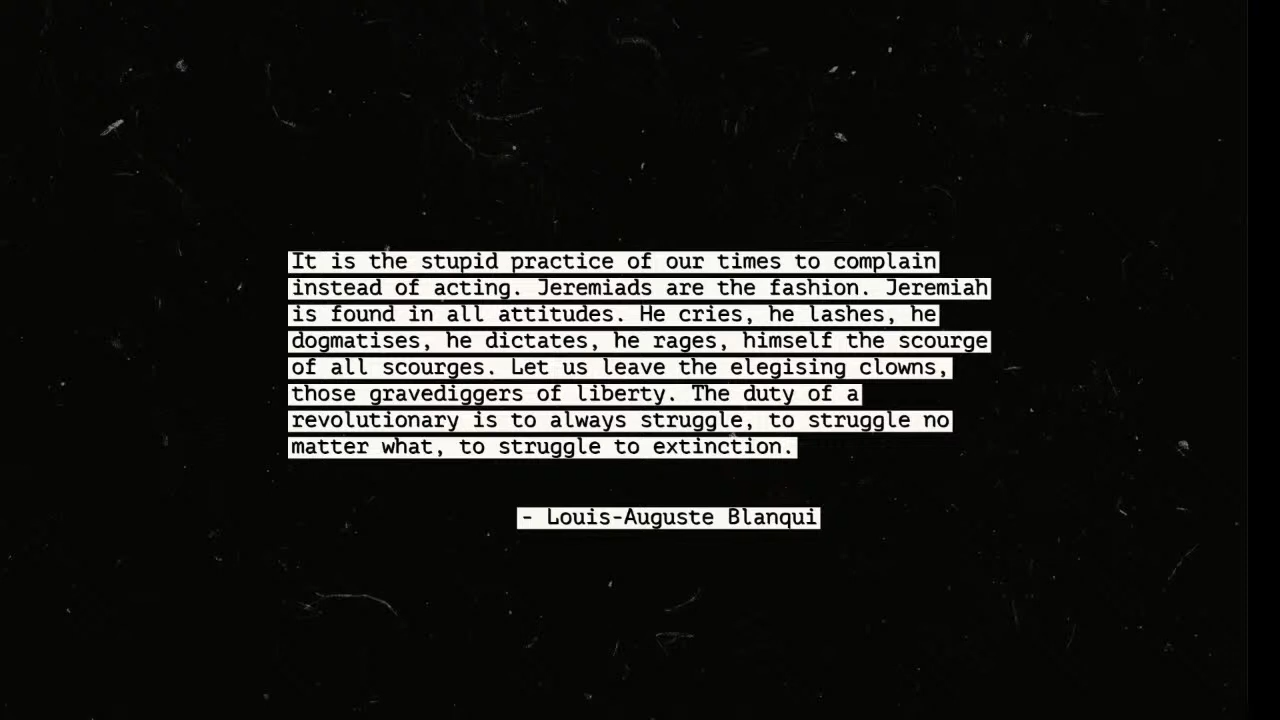 It is the stupid practice of our times to complain
instead of acting. Jeremiads are the fashion. Jeremiah
is found in all attitudes. He cries, he lashes, he
dogmatises, he dictates, he rages, himself the scourge
of all scourges. Let us leave the elegising clowns,
those gravediggers of liberty. The duty of a
revolutionary is to always struggle, to struggle no
matter what, to struggle to extinction.
- Louis-Auguste Blanqui